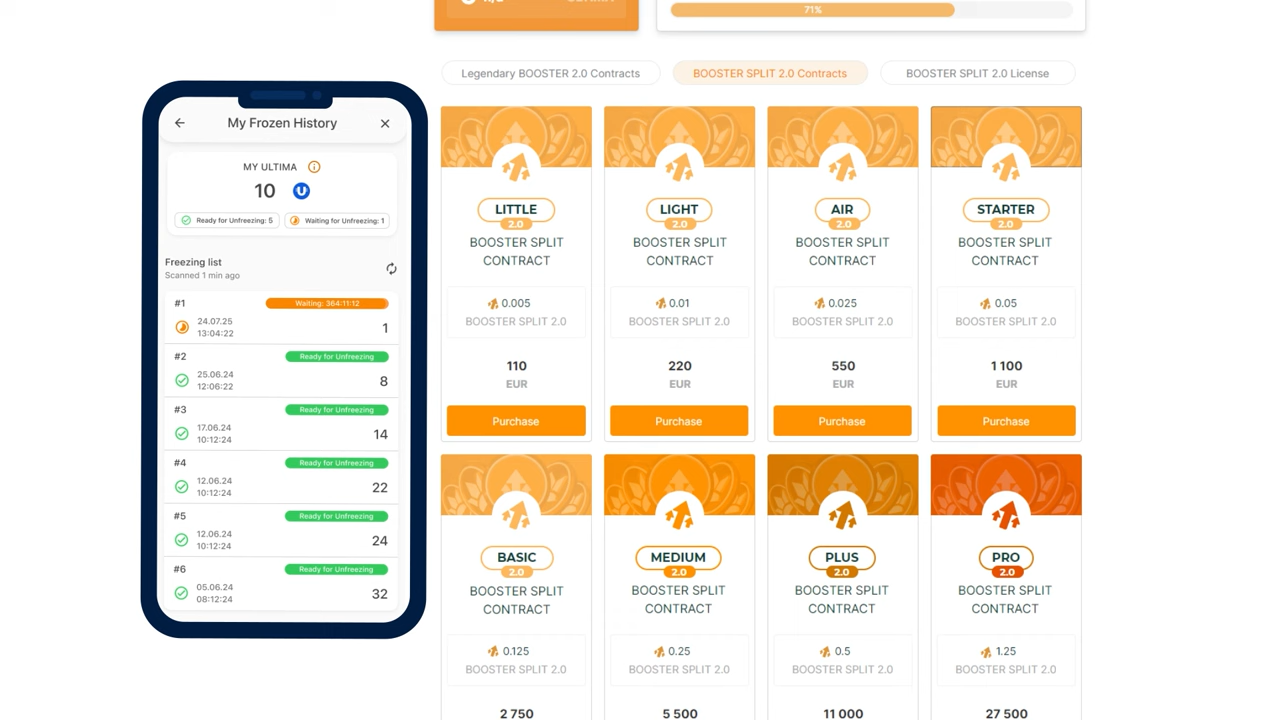 71%
Legendary BOOSTER 2.0 Contracts
BOOSTER SPLIT 2.0 Contracts
BOOSTER SPLIT 2.0 License
My Frozen History
MY ULTIMA
10
Ready for Unfreezing: 5
Waiting for Unfreezing: 1
Freezing list
Scanned 1 min ago
#1
Waiting: 364:11:12
24.07.25
13:04:22
1
#2
Ready for Unfreezing
25.06.24
12:06:22
8
#3
Ready for Unfreezing
17.06.24
10:12:24
14
#4
Ready for Unfreezing
12.06.24
10:12:24
22
#5
Ready for Unfreezing
12.06.24
10:12:24
24
#6
Ready for Unfreezing
05.06.24
08:12:24
32
LITTLE
2.0
BOOSTER SPLIT
CONTRACT
0.005
BOOSTER SPLIT 2.0
110
EUR
Purchase
LIGHT
2.0
BOOSTER SPLIT
CONTRACT
0.01
BOOSTER SPLIT 2.0
220
EUR
Purchase
AIR
2.0
BOOSTER SPLIT
CONTRACT
0.025
BOOSTER SPLIT 2.0
550
EUR
Purchase
STARTER
2.0
BOOSTER SPLIT
CONTRACT
0.05
BOOSTER SPLIT 2.0
1 100
EUR
Purchase
BASIC
2.0
BOOSTER SPLIT
CONTRACT
0.125
BOOSTER SPLIT 2.0
2 750
MEDIUM
2.0
BOOSTER SPLIT
CONTRACT
0.25
BOOSTER SPLIT 2.0
5 500
PLUS
2.0
BOOSTER SPLIT
CONTRACT
0.5
BOOSTER SPLIT 2.0
11 000
PRO
2.0
BOOSTER SPLIT
CONTRACT
1.25
BOOSTER SPLIT 2.0
27 500